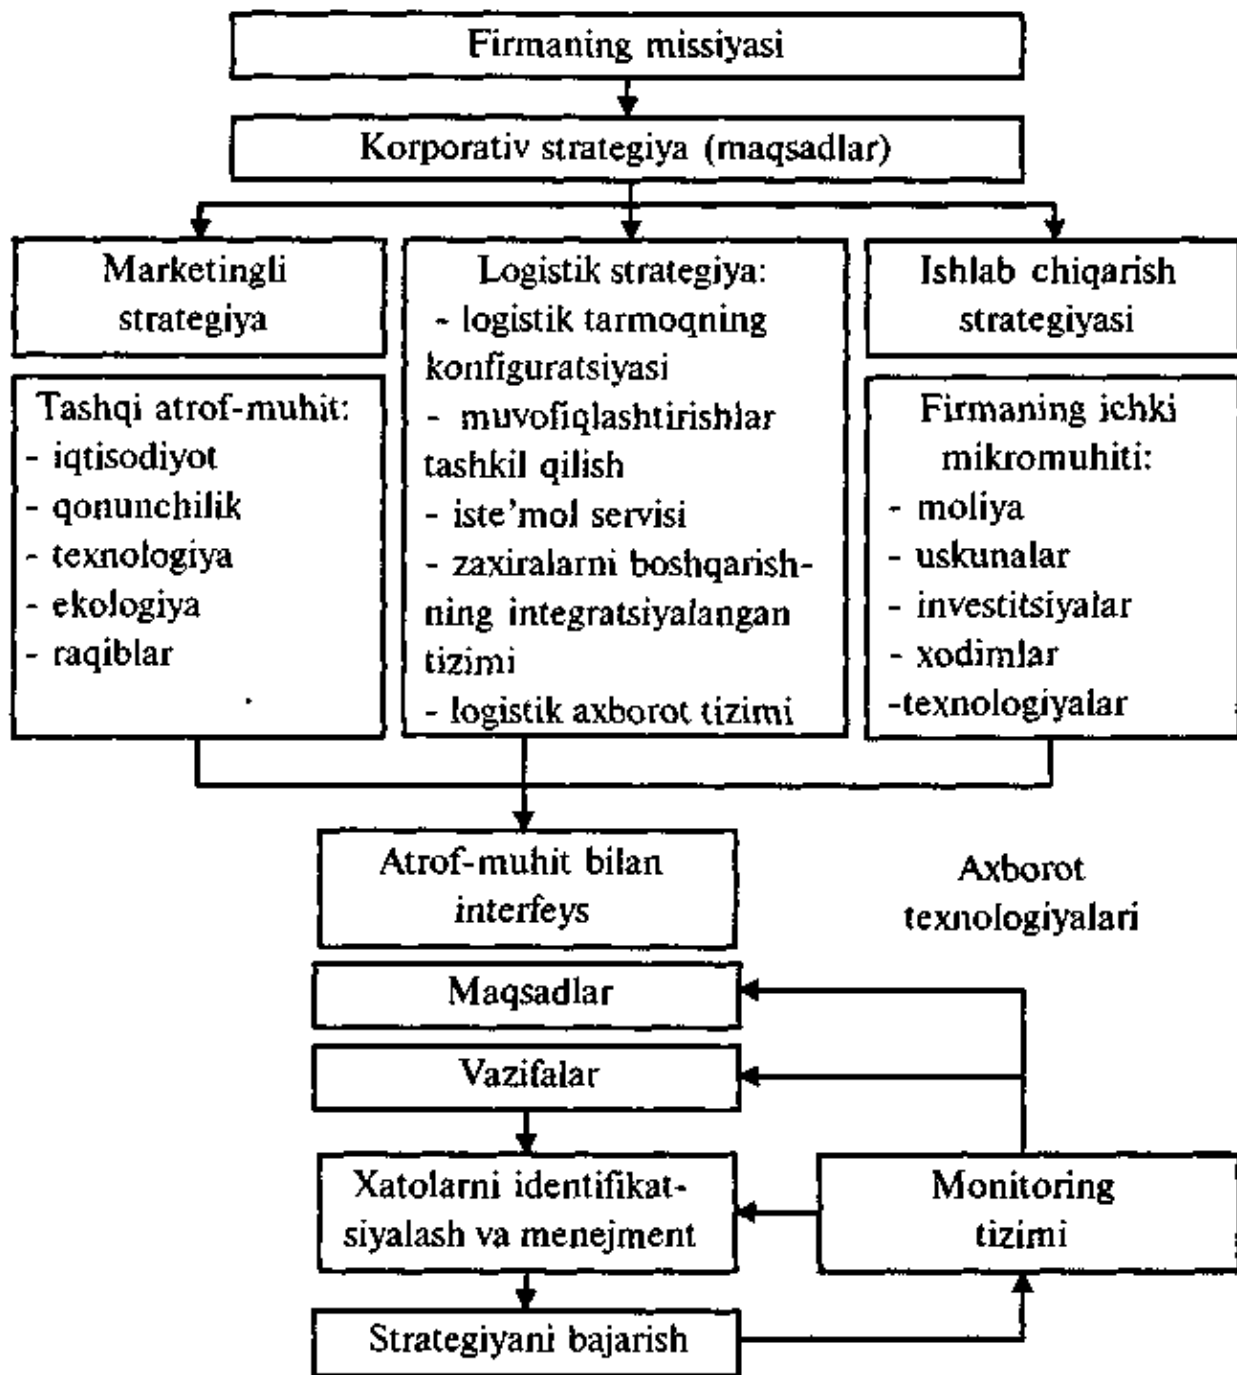 Firmaning missiyasi
Korporativ strategiya (maqsadlar)
Marketingli
strategiya
Tashqi atrof-muhit:
- iqtisodiyot
- qonunchilik
- texnologiya
- ekologiya
- raqiblar
Logistik strategiya:
- logistik tarmoqning
konfiguratsiyasi
- muvofiqlashtirishlar
tashkil qilish
- iste’mol servisi
- zaxiralarni boshqarish-
ning integratsiyalangan
tizimi
- logistik axborot tizimi
Ishlab chiqarish
strategiyasi
Firmaning ichki
mikromuhiti:
- moliya
- uskunalar
- investitsiyalar
- xodimlar
-texnologiyalar
Atrof-muhit bilan
interfeys
Axborot
texnologiyalari
Maqsadlar
Vazifalar
Xatolarni identifikat-
siyalash va menejment
Monitoring
tizimi
Strategiyani bajarish